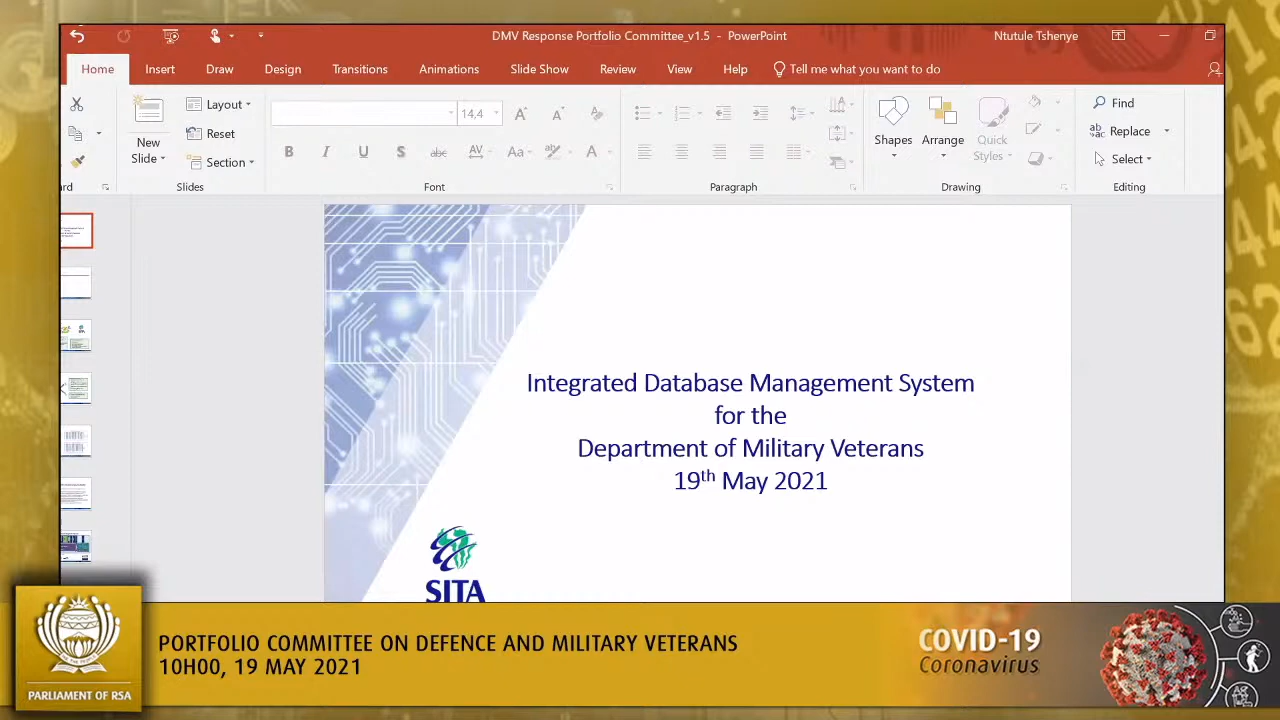 DMV Response Portfolio Committee_v1.5 - PowerPoint
Ntutule Tshenye
Home Insert Draw Design Transitions Animations Slide Show Review View Help Tell me what you want to do
New
Slide
Layout
Reset
Section
14.4
B I U S abc AV Aa A
Shapes
Arrange
Quick
Styles
Find
Replace
Select
rd
Slides
Font
Paragraph
Drawing
Editing
Integrated Database Management System
for the
Department of Military Veterans
19th May 2021
SITA
PARLIAMENT OF RSA
PORTFOLIO COMMITTEE ON DEFENCE AND MILITARY VETERANS
10H00, 19 MAY 2021
COVID-19
Coronavirus